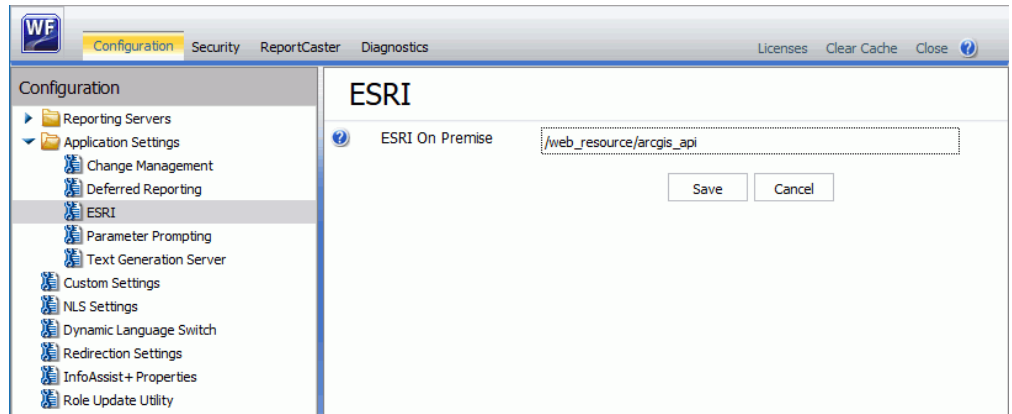 WF
Configuration Security ReportCaster Diagnostics Licenses Clear Cache Close ?
Configuration
Reporting Servers
Application Settings
Change Management
Deferred Reporting
ESRI
Parameter Prompting
Text Generation Server
Custom Settings
NLS Settings
Dynamic Language Switch
Redirection Settings
InfoAssist+ Properties
Role Update Utility
ESRI
? ESRI On Premise /web_resource/arcgis_api
Save Cancel